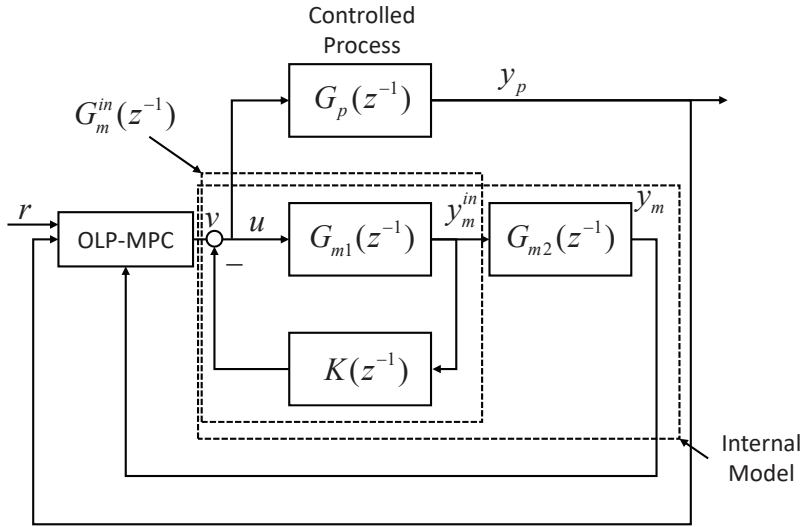 Controlled
Process
y_p
G_p(z^{-1})
G_m^{in}(z^{-1})
r
OLP-MPC
v
u
−
G_{m1}(z^{-1})
y_m^{in}
G_{m2}(z^{-1})
y_m
K(z^{-1})
Internal
Model